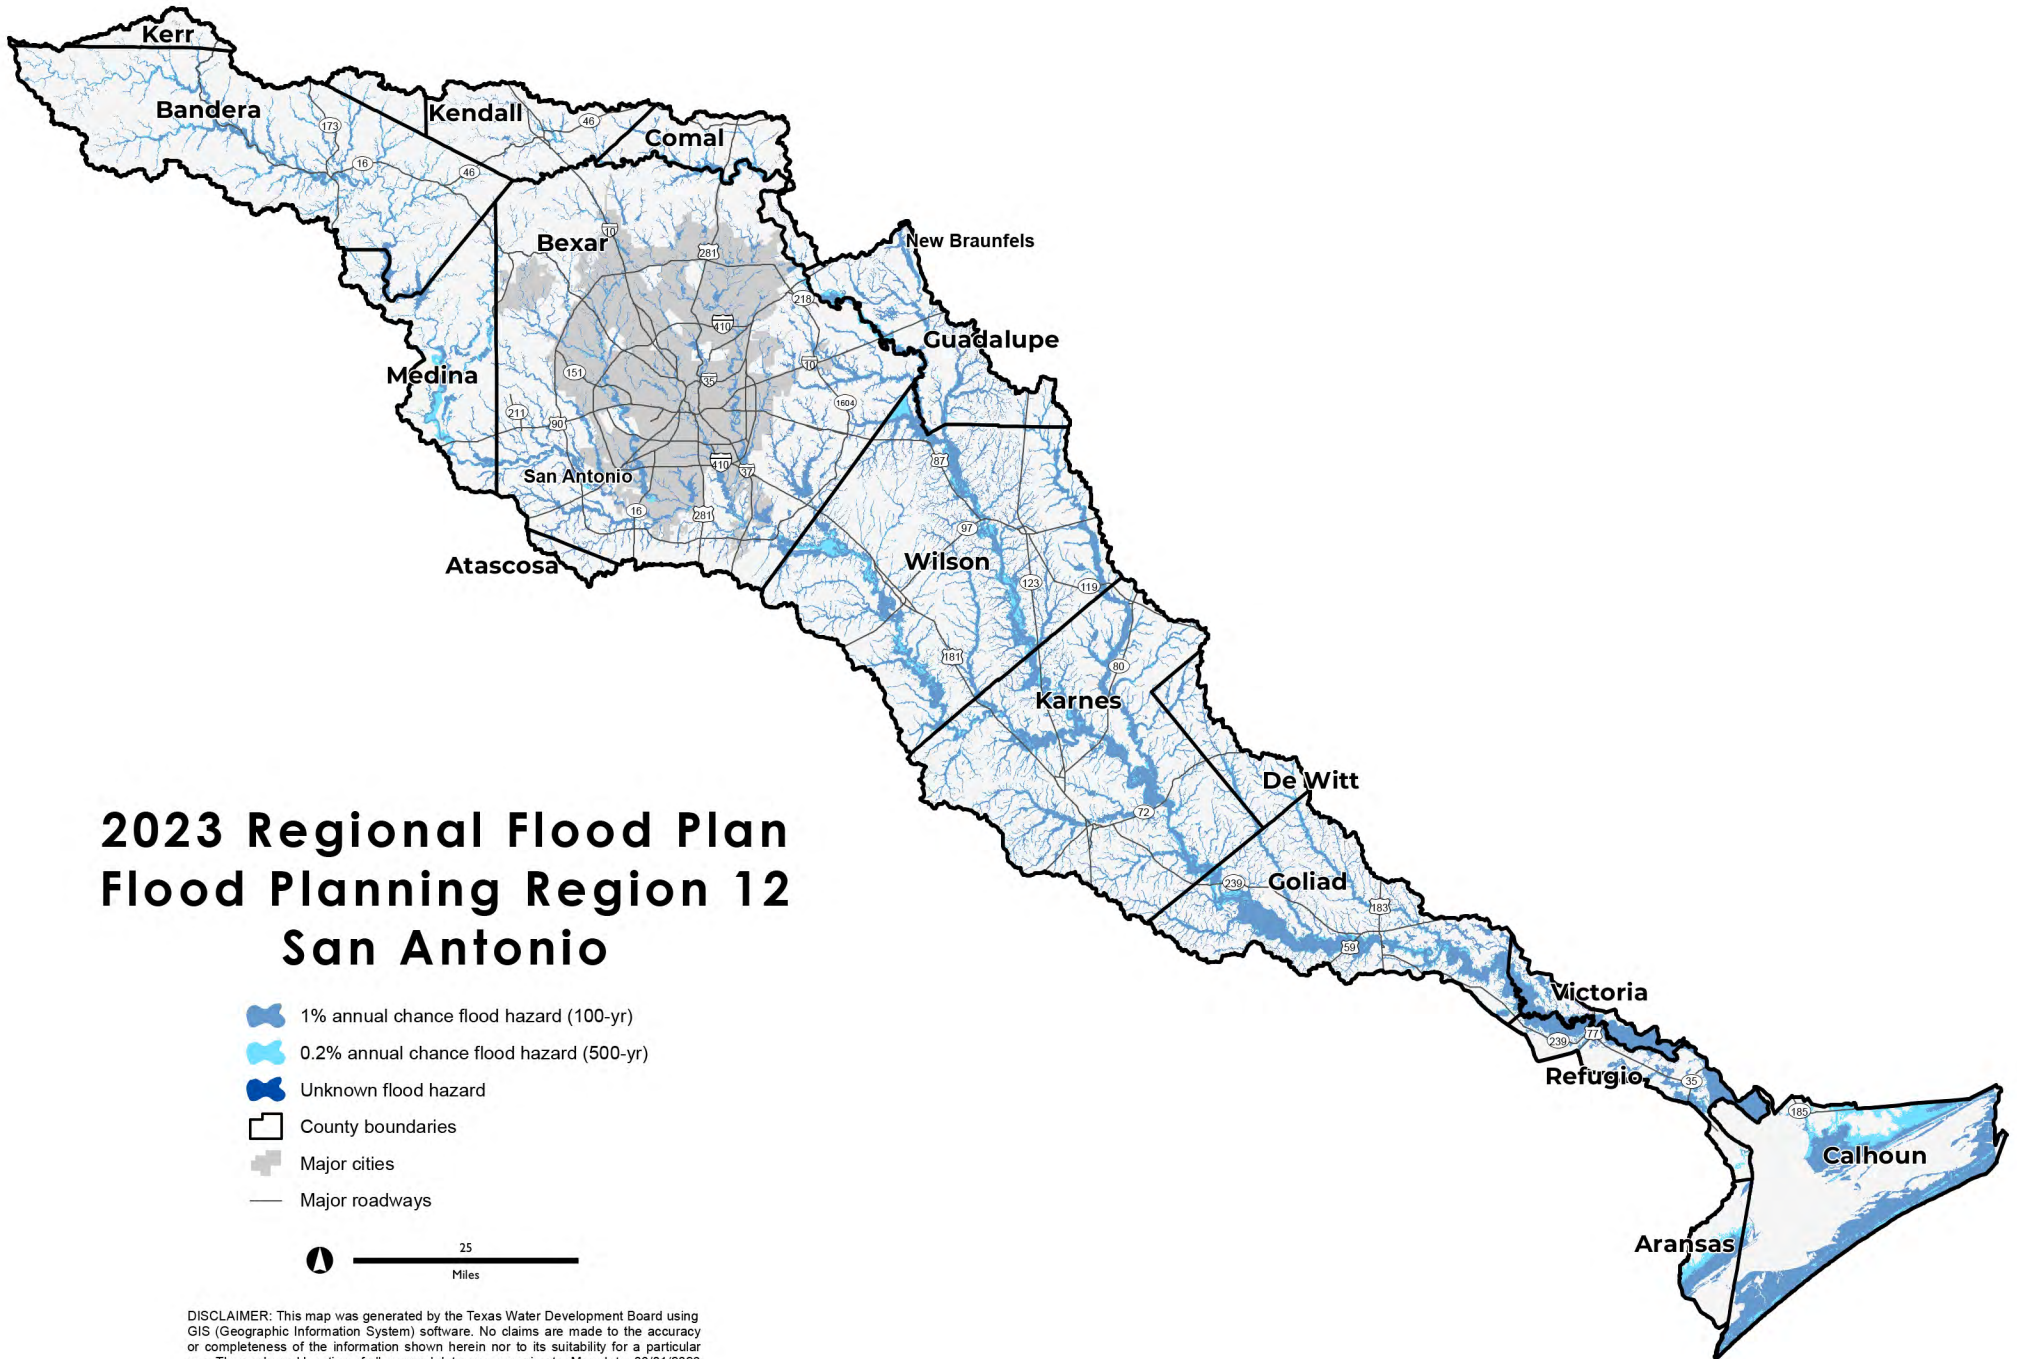 Kerr
Bandera
173
16
46
Kendall
46
Comal
Bexar
10
281
New Braunfels
218
410
Guadalupe
10
Medina
151
35
211
90
1604
San Antonio
410
37
87
16
281
97
Atascosa
Wilson
123
119
181
80
Karnes
De Witt
72
239
Goliad
183
59
Victoria
77
239
Refugio
35
185
Calhoun
Aransas
2023 Regional Flood Plan
Flood Planning Region 12
San Antonio
1% annual chance flood hazard (100-yr)
0.2% annual chance flood hazard (500-yr)
Unknown flood hazard
County boundaries
Major cities
Major roadways
25
Miles
DISCLAIMER: This map was generated by the Texas Water Development Board using
GIS (Geographic Information System) software. No claims are made to the accuracy
or completeness of the information shown herein nor to its suitability for a particular